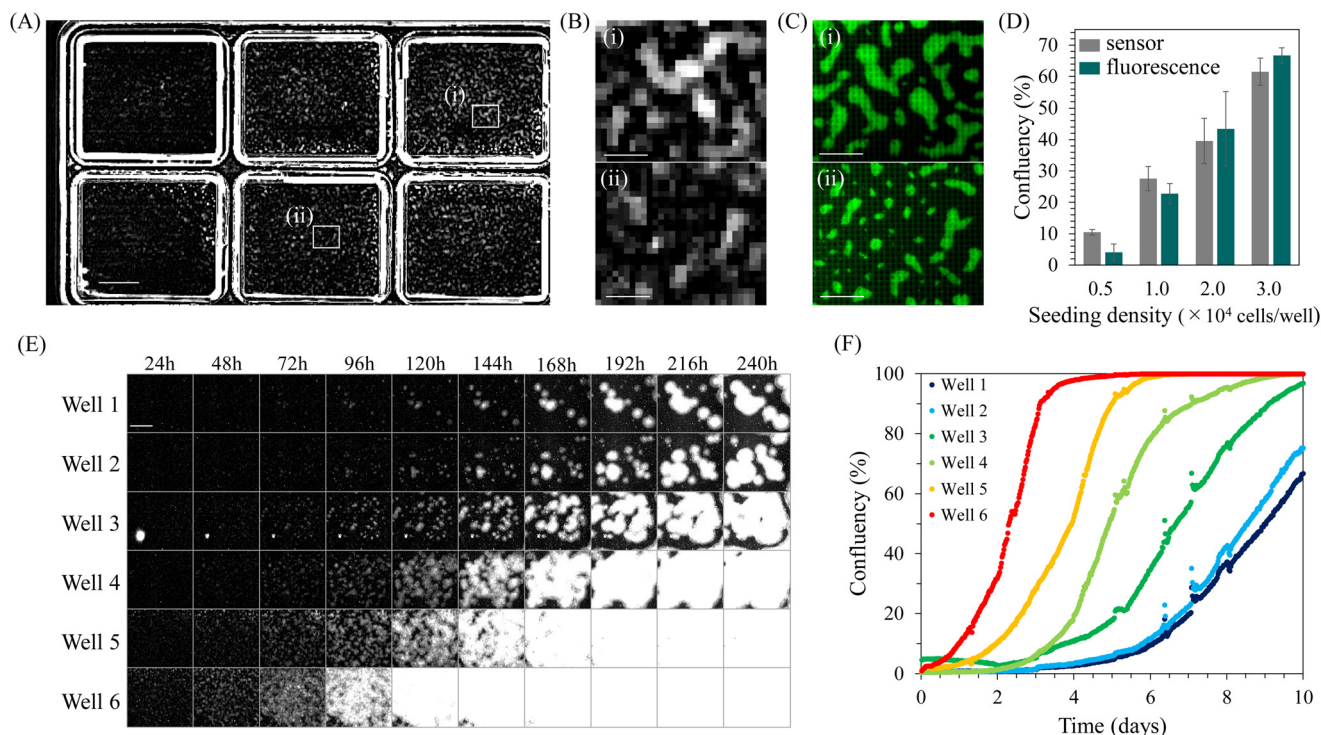 (A)
(i)
(ii)
(B)
(i)
(ii)
(C)
(i)
(ii)
(D)
sensor
fluorescence
Confluency (%)
70
60
50
40
30
20
10
0
0.5 1.0 2.0 3.0
Seeding density (×10⁴ cells/well)
(E)
24h 48h 72h 96h 120h 144h 168h 192h 216h 240h
Well 1
Well 2
Well 3
Well 4
Well 5
Well 6
(F)
Confluency (%)
100
80
60
40
20
0
Well 1
Well 2
Well 3
Well 4
Well 5
Well 6
0 2 4 6 8 10
Time (days)